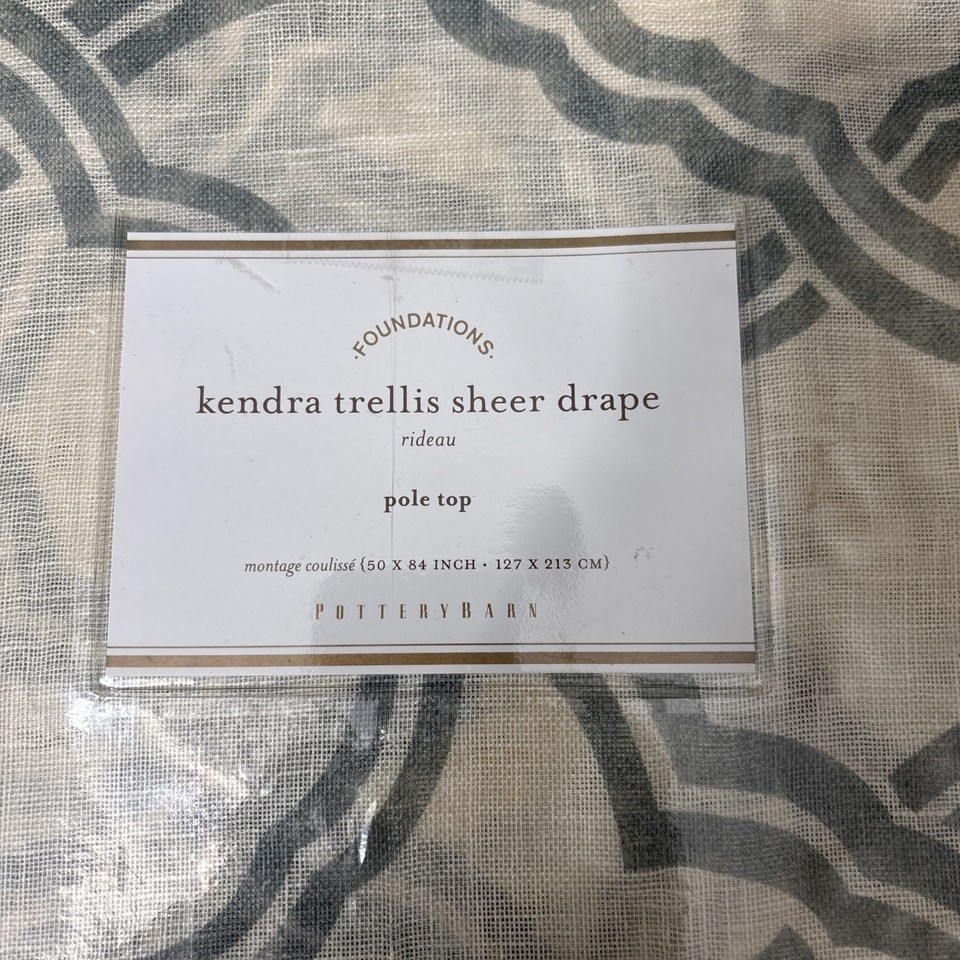 ·FOUNDATIONS·
kendra trellis sheer drape
rideau
pole top
montage coulissé {50 X 84 INCH · 127 X 213 CM}
POTTERYBARN